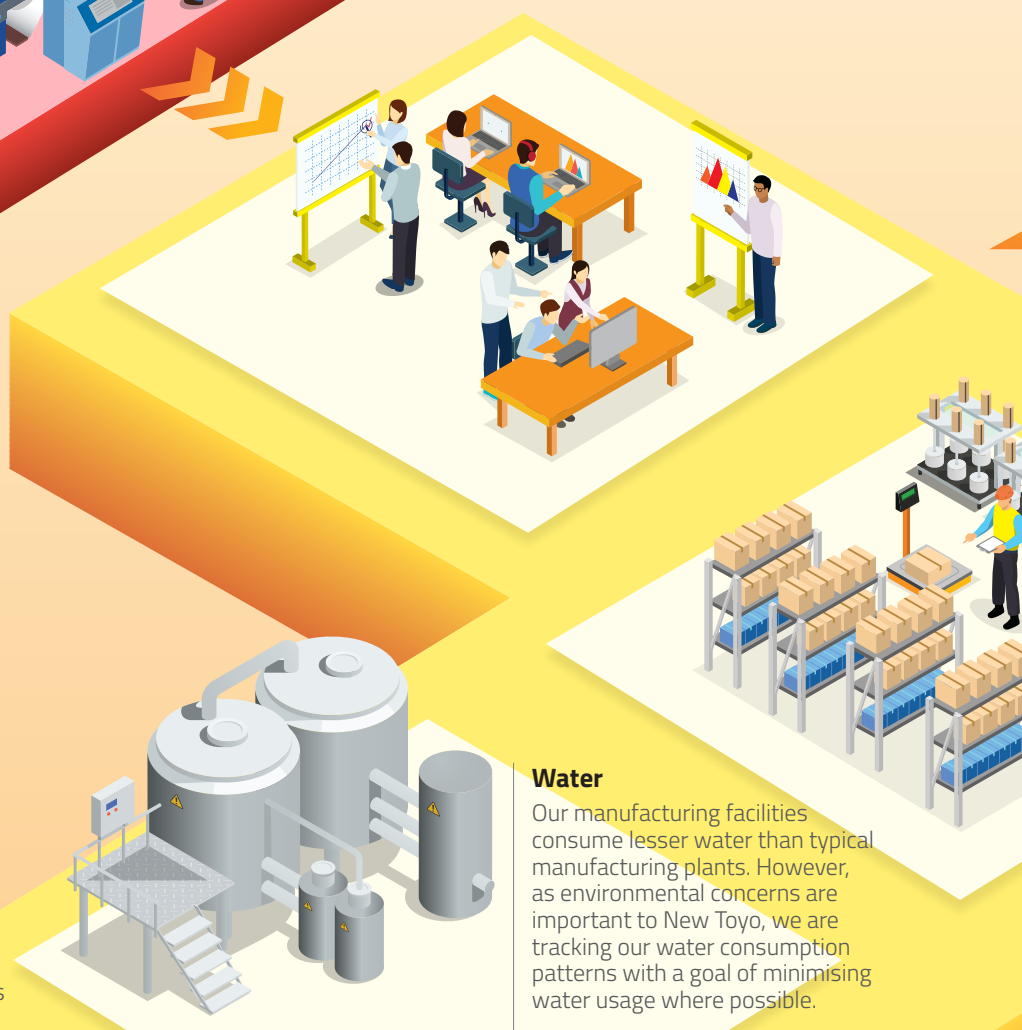 Water
Our manufacturing facilities
consume lesser water than typical
manufacturing plants. However,
as environmental concerns are
important to New Toyo, we are
tracking our water consumption
patterns with a goal of minimising
water usage where possible.
s